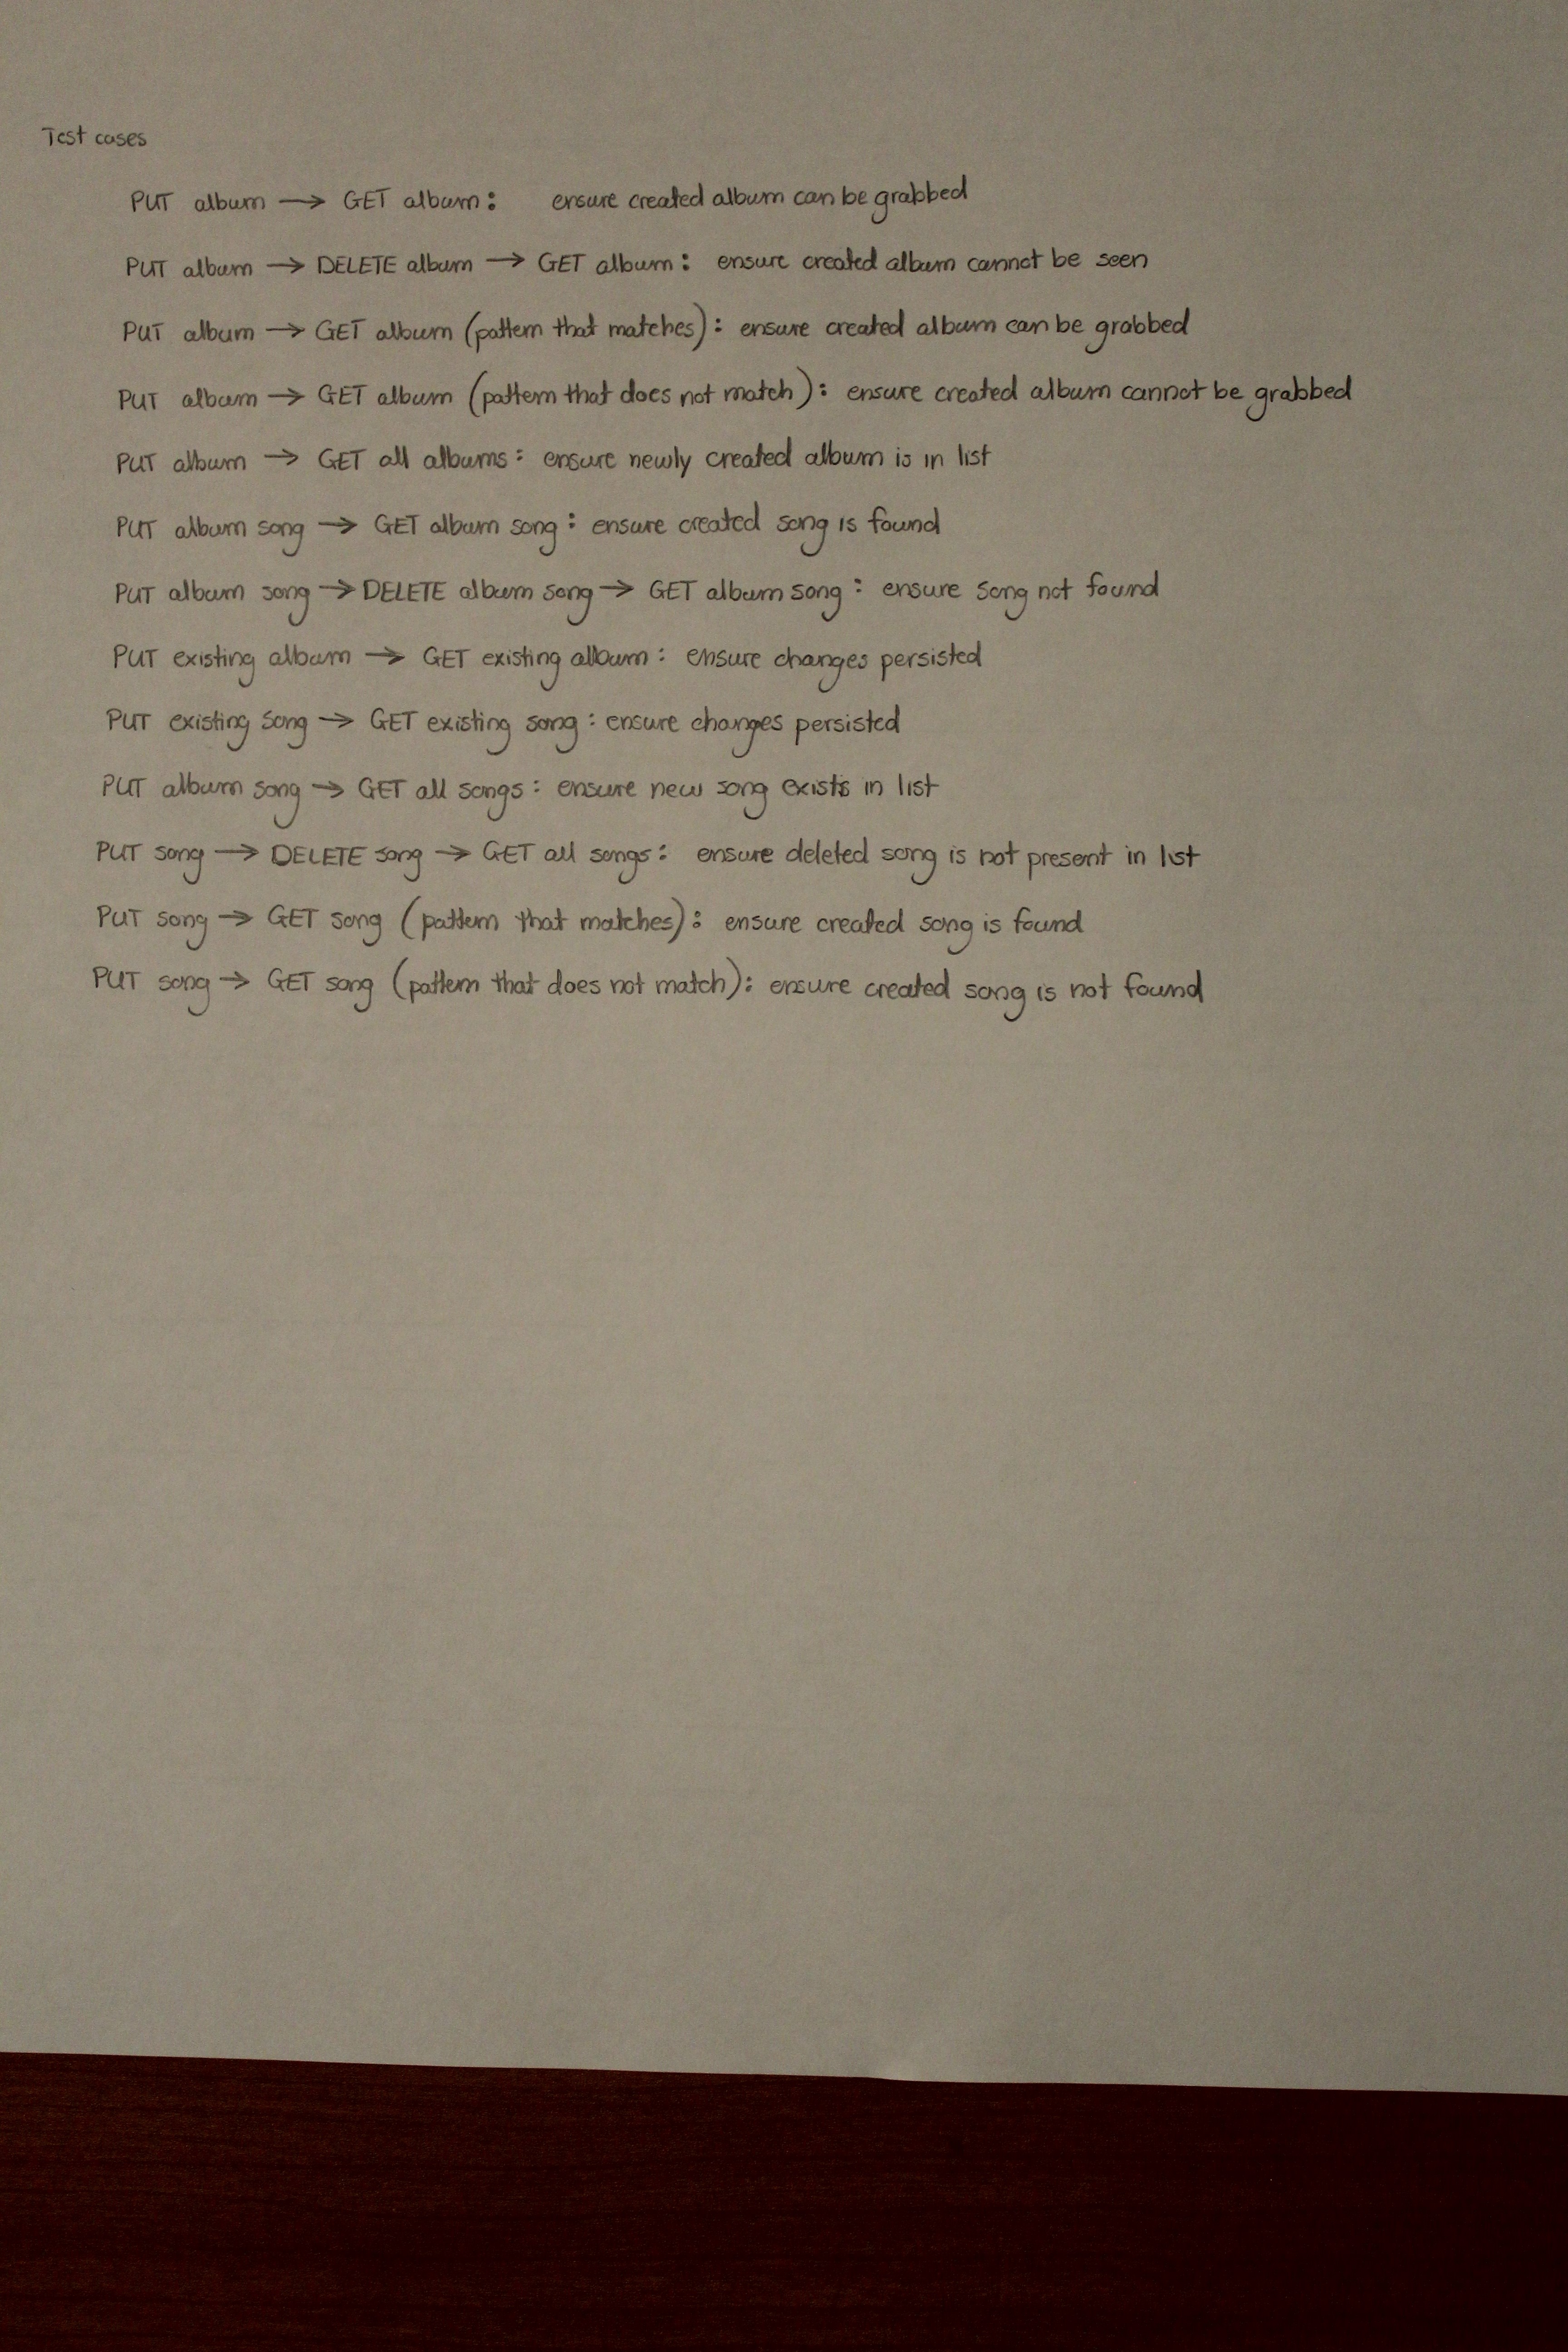 Test cases
PUT album → GET album: ensure created album can be grabbed
PUT album → DELETE album → GET album: ensure created album cannot be seen
PUT album → GET album (pattern that matches): ensure created album can be grabbed
PUT album → GET album (pattern that does not match): ensure created album cannot be grabbed
PUT album → GET all albums: ensure newly created album is in list
PUT album song → GET album song: ensure created song is found
PUT album song → DELETE album song → GET album song: ensure song not found
PUT existing album → GET existing album: ensure changes persisted
PUT existing song → GET existing song: ensure changes persisted
PUT album song → GET all songs: ensure new song exists in list
PUT song → DELETE song → GET all songs: ensure deleted song is not present in list
PUT song → GET song (pattern that matches): ensure created song is found
PUT song → GET song (pattern that does not match): ensure created song is not found